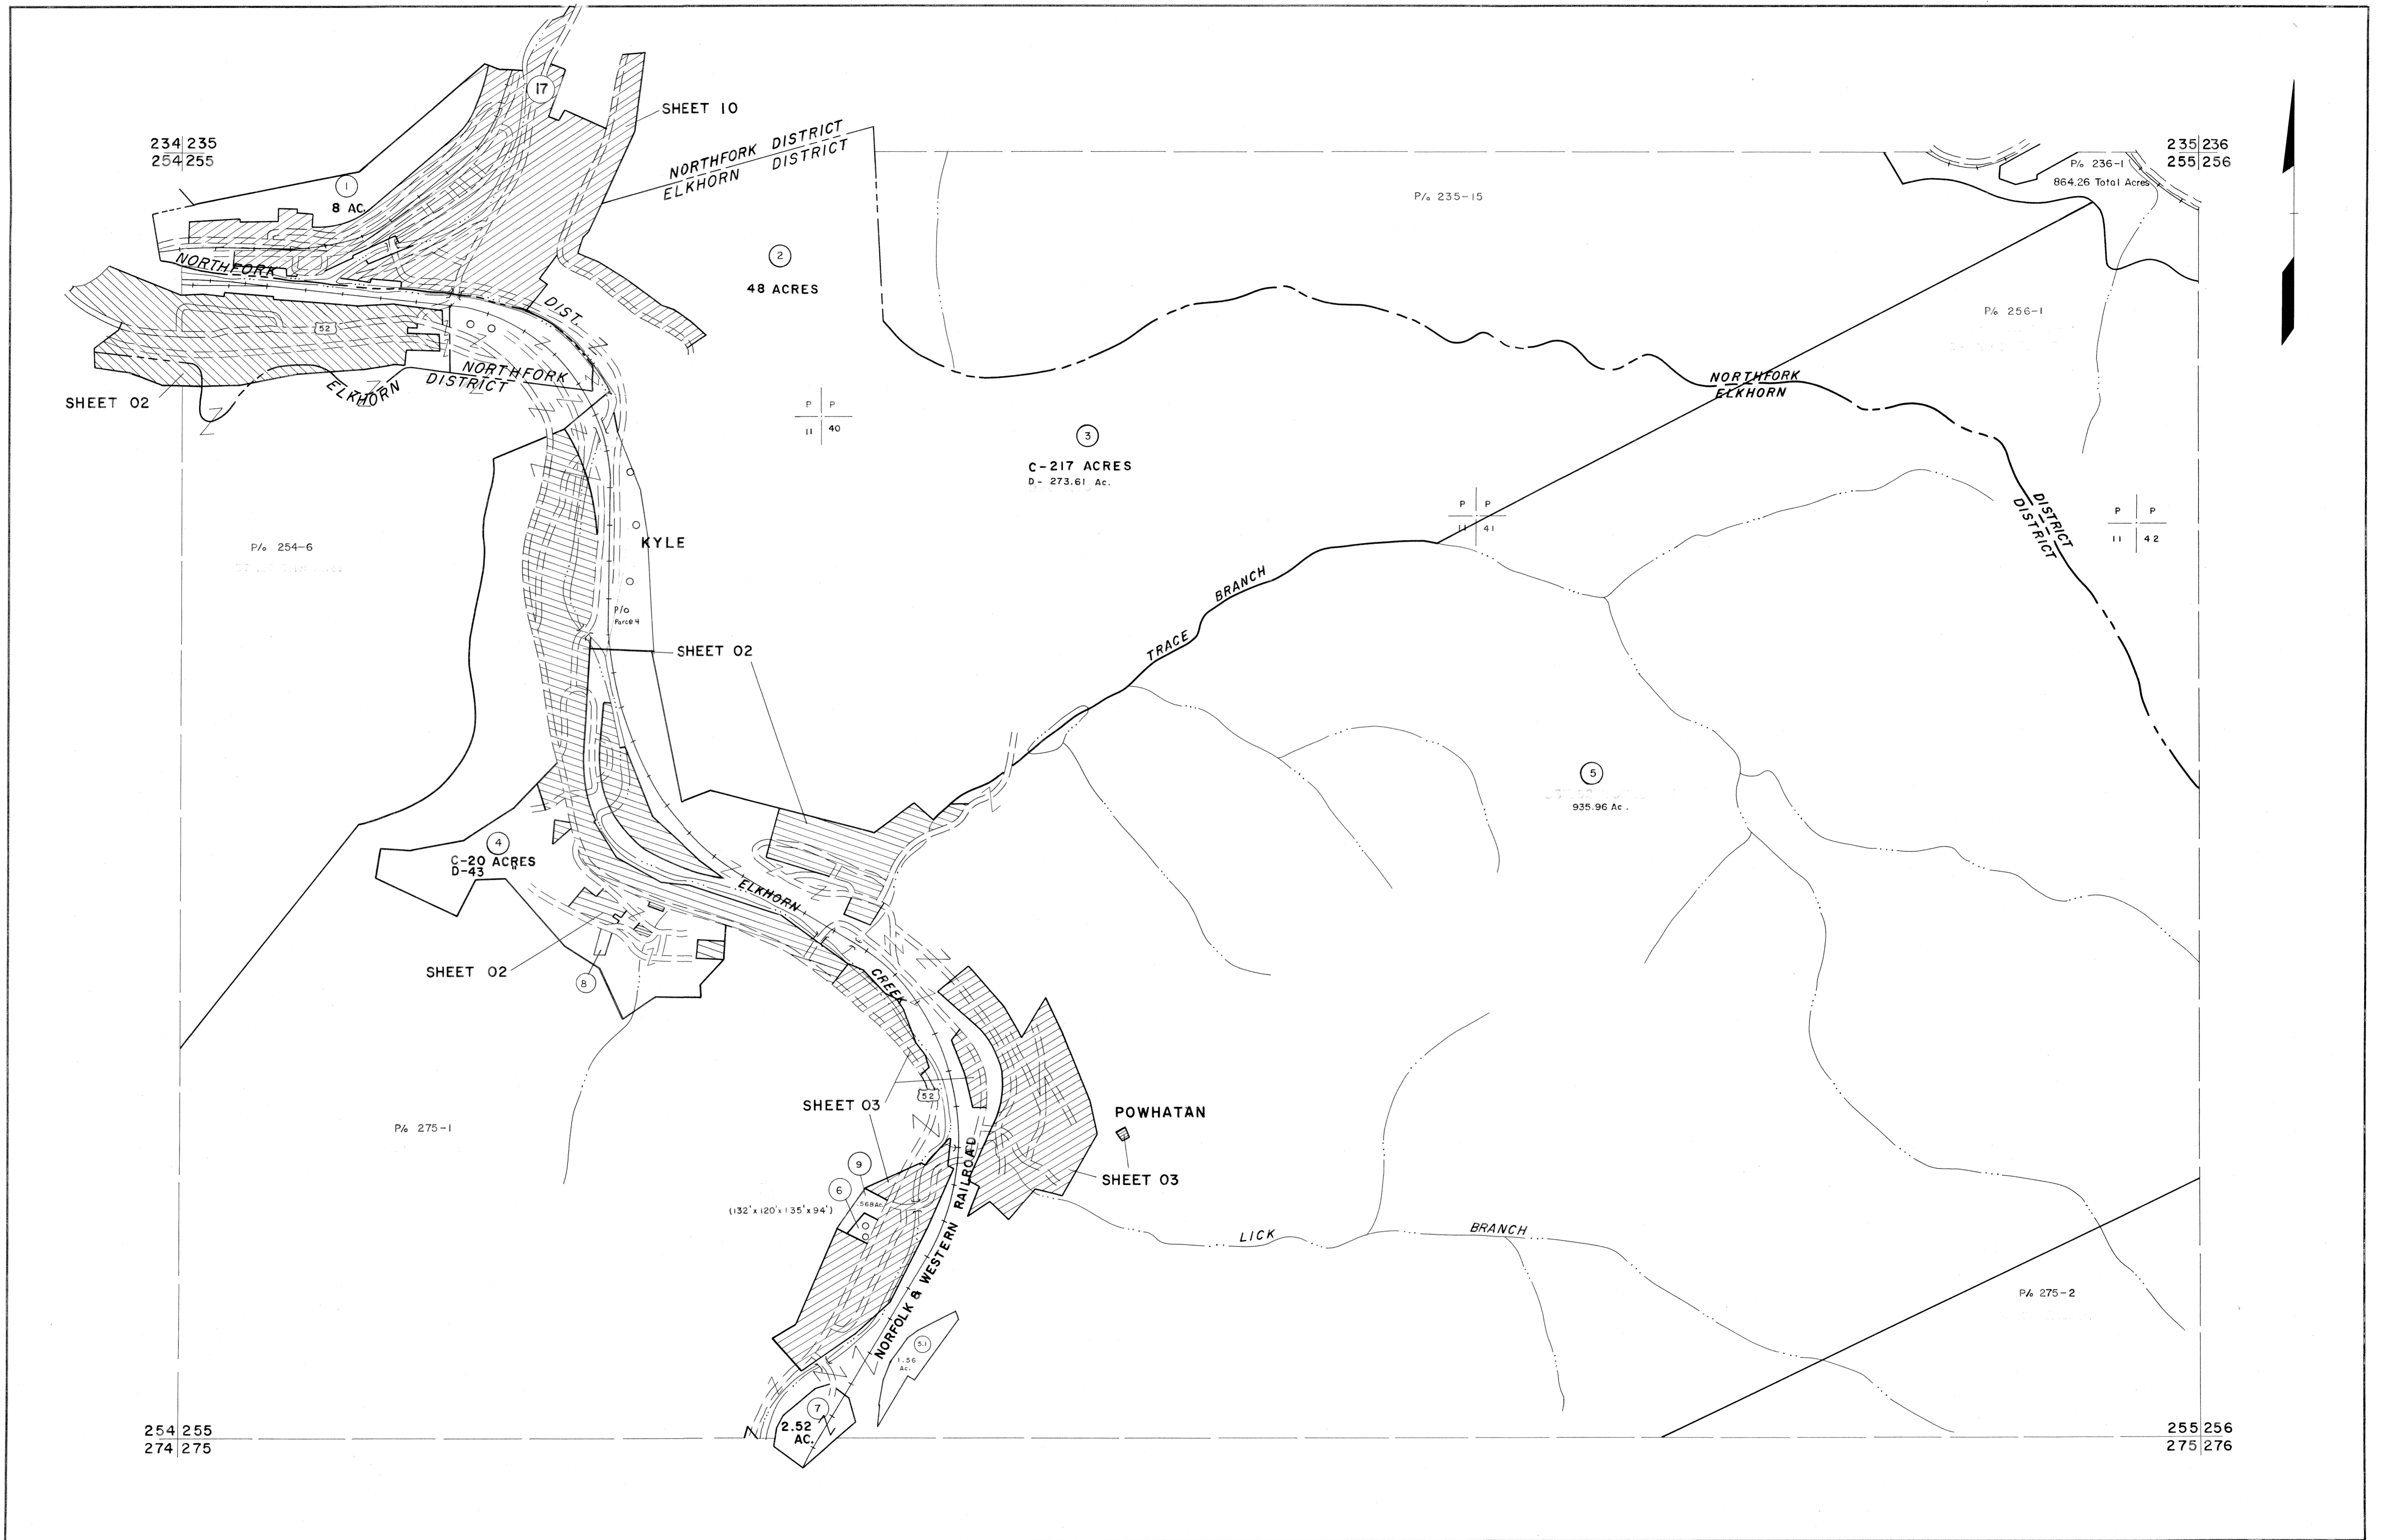 17
SHEET 10
234 235
254 255
235 236
255 256
NORTHFORK DISTRICT
ELKHORN DISTRICT
P/o 236-1
864.26 Total Acres
1
8 AC.
P/o 235-15
2
48 ACRES
NORTHFORK
DIST.
52
P/o 256-1
NORTHFORK
DISTRICT
ELKHORN
SHEET 02
NORTHFORK
ELKHORN
P P
11 40
3
C-217 ACRES
D- 273.61 Ac.
P P
11 41
DISTRICT
DISTRICT
P P
11 42
KYLE
P/o 254-6
P/o
Parce 4
SHEET 02
TRACE BRANCH
5
935.96 Ac.
4
C-20 ACRES
D-43 "
ELKHORN
CREEK
SHEET 02
8
SHEET 03
52
POWHATAN
SHEET 03
P/o 275-1
9
6
.568Ac.
(132'x120'x135'x94')
NORFOLK & WESTERN RAILROAD
LICK BRANCH
P/o 275-2
5.1
1.56
Ac.
7
2.52
AC.
254 255
274 275
255 256
275 276